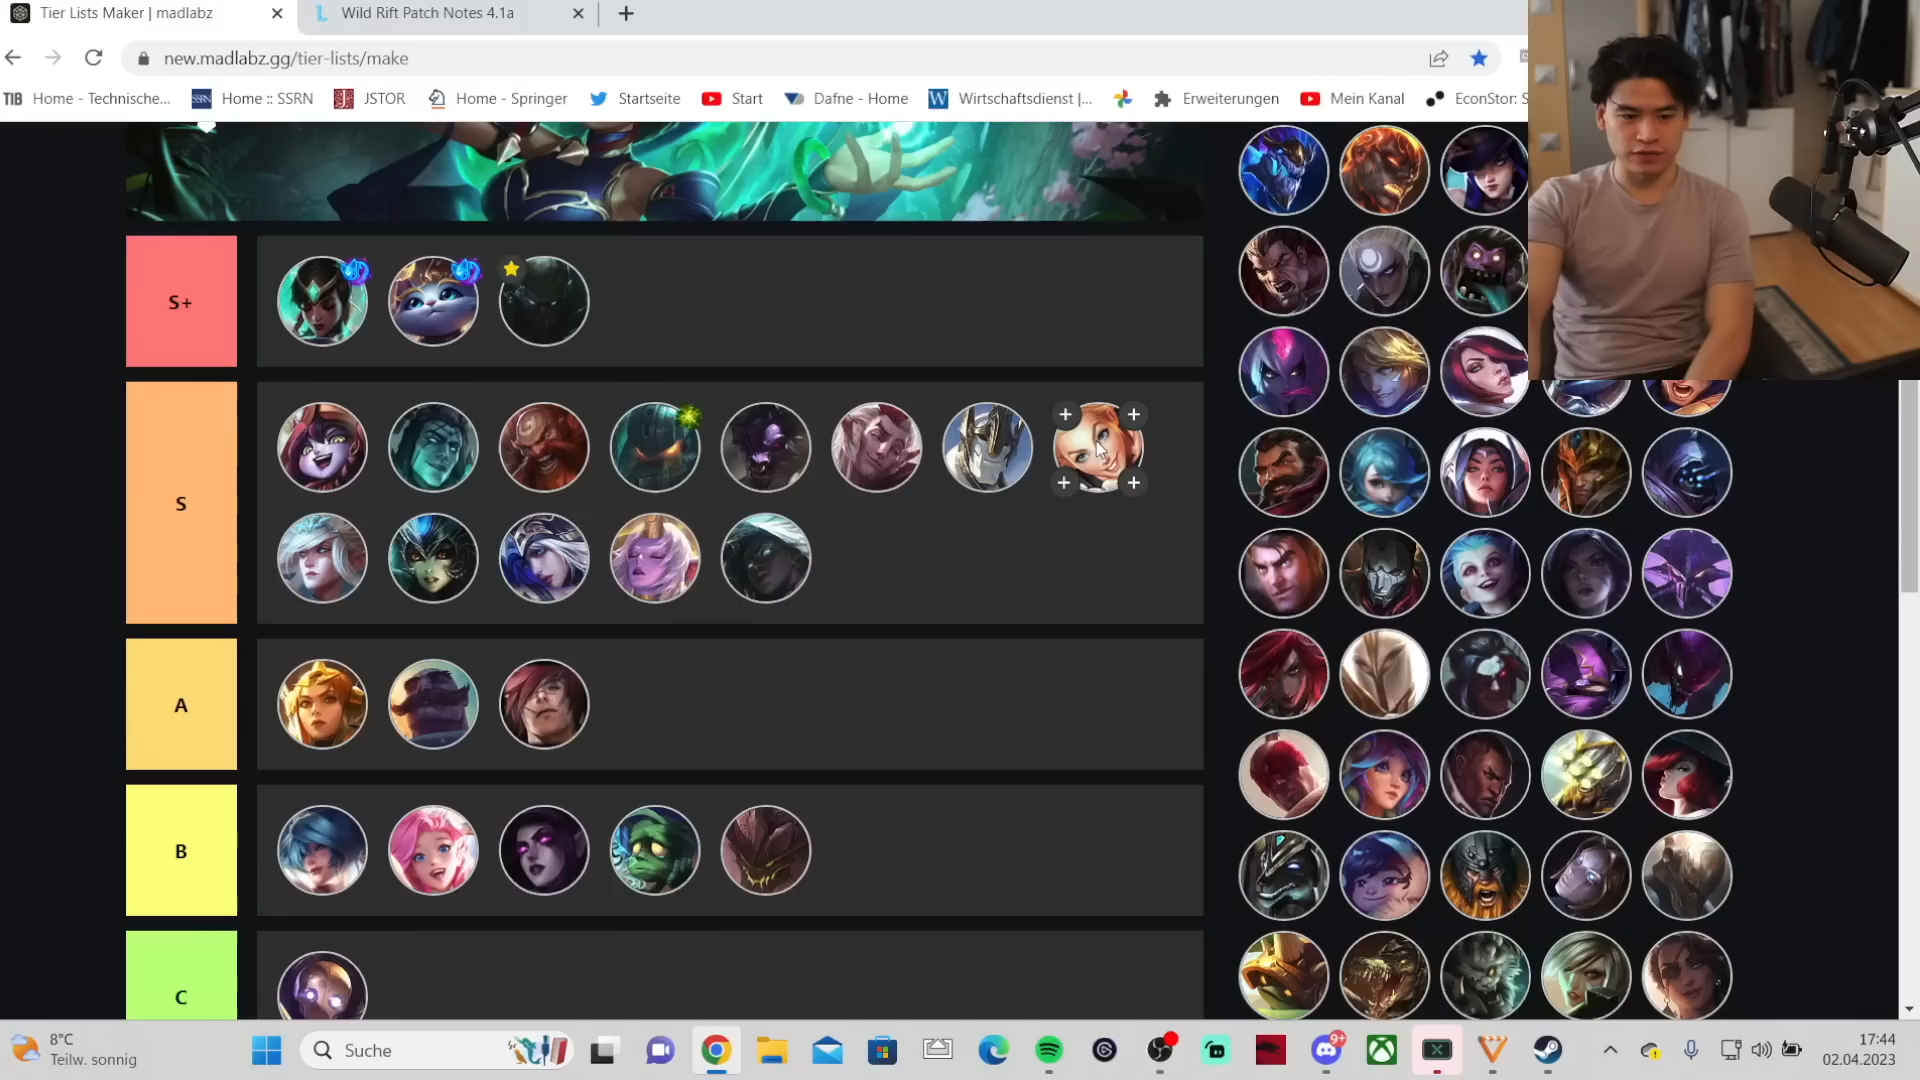 Tier Lists Maker | madlabz
Wild Rift Patch Notes 4.1a
new.madlabz.gg/tier-lists/make
TIB Home - Technische...
SSRN Home :: SSRN
JSTOR
Home - Springer
Startseite
Start
Dafne - Home
W Wirtschaftsdienst |...
Erweiterungen
Mein Kanal
EconStor: S
S+
S
A
B
C
8°C
Teilw. sonnig
Suche
9+
17:44
02.04.2023